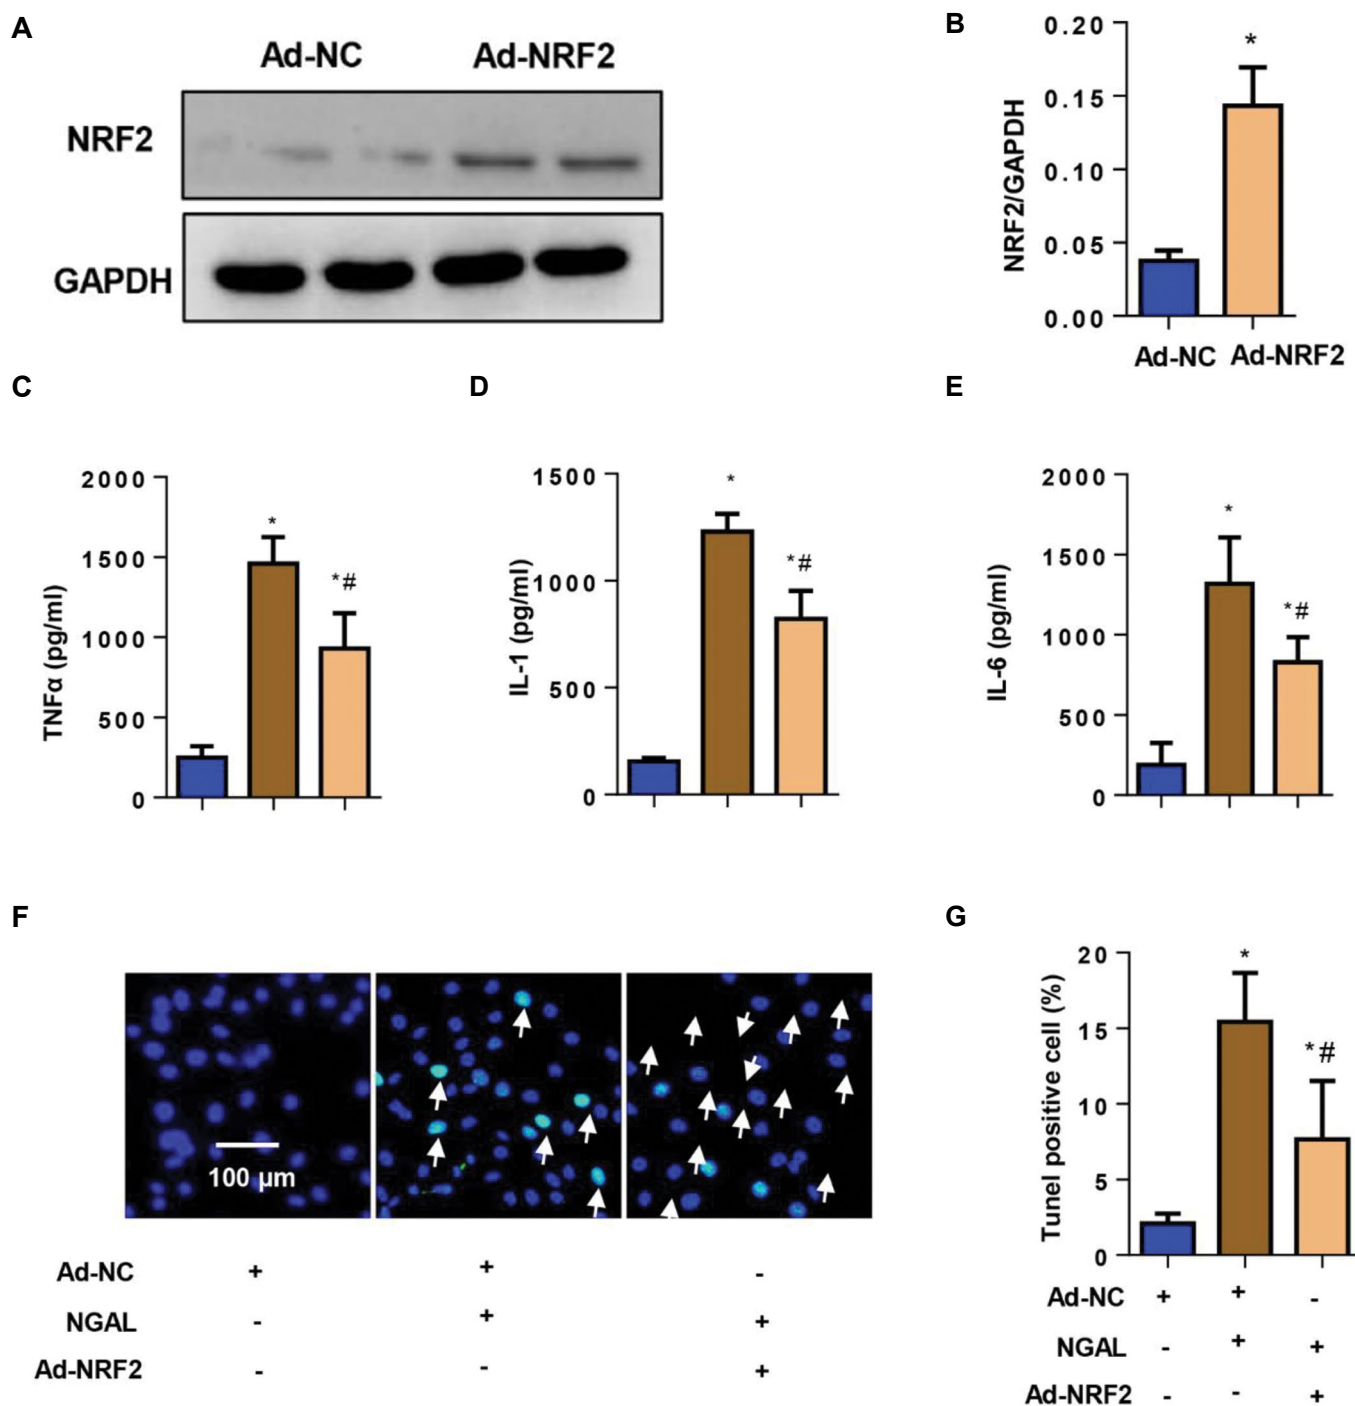 A
Ad-NC Ad-NRF2
NRF2
GAPDH
B
0.20
0.15
0.10
0.05
0.00
NRF2/GAPDH
*
Ad-NC Ad-NRF2
C
2000
1500
1000
500
0
TNFα (pg/ml)
*
*#
D
1500
1000
500
0
IL-1 (pg/ml)
*
*#
E
2000
1500
1000
500
0
IL-6 (pg/ml)
*
*#
F
100 μm
Ad-NC + + -
NGAL - + +
Ad-NRF2 - - +
G
20
15
10
5
0
Tunel positive cell (%)
*
*#
Ad-NC + + -
NGAL - + +
Ad-NRF2 - - +